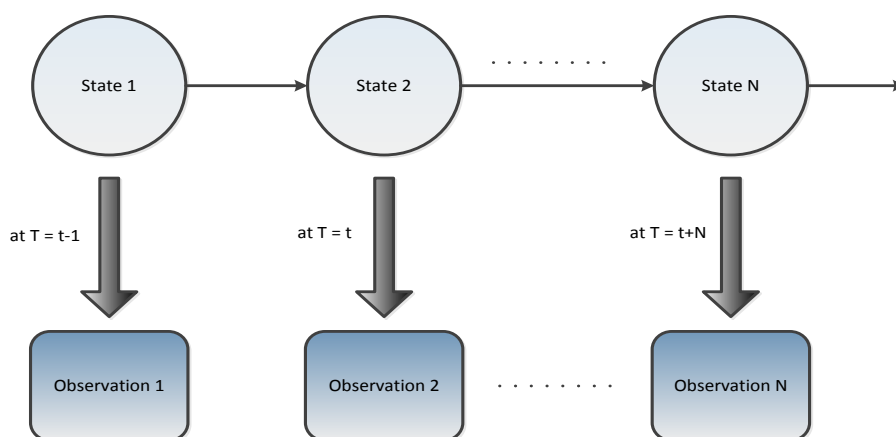 State 1
State 2
. . . . . . . .
State N
at T = t-1
at T = t
at T = t+N
Observation 1
Observation 2
. . . . . . . .
Observation N